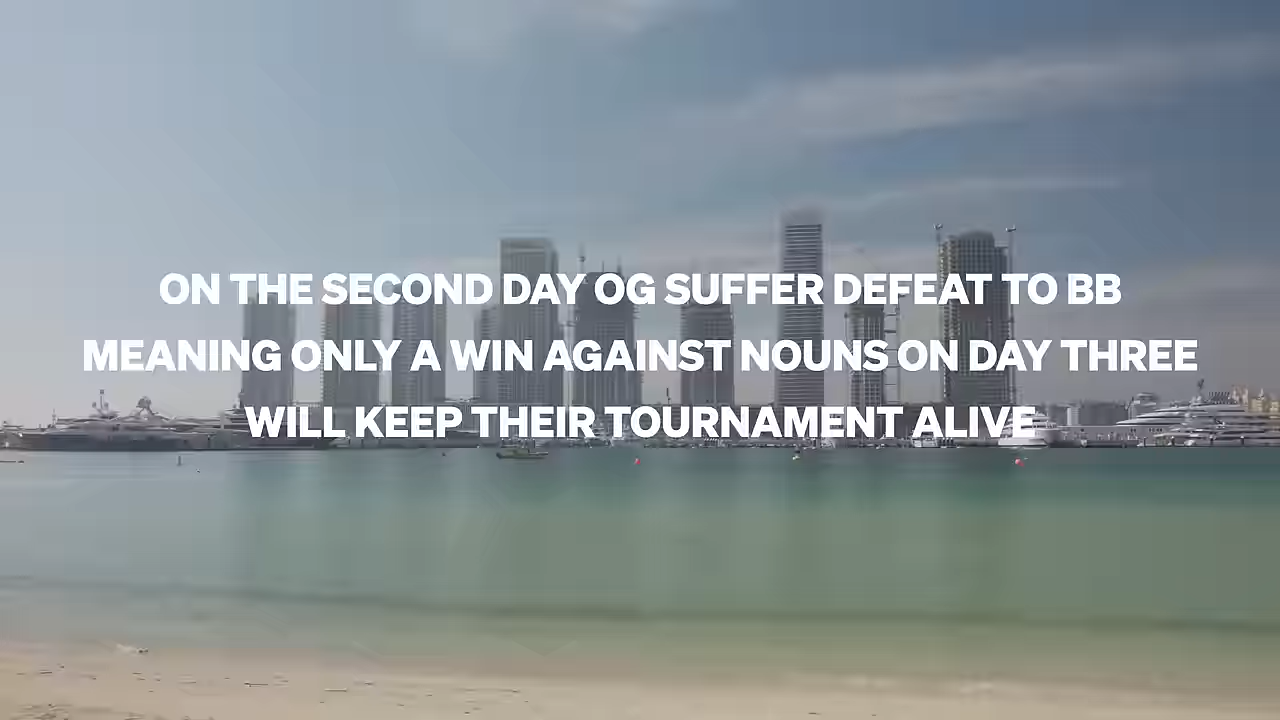 ON THE SECOND DAY OG SUFFER DEFEAT TO BB
MEANING ONLY A WIN AGAINST NOUNS ON DAY THREE
WILL KEEP THEIR TOURNAMENT ALIVE